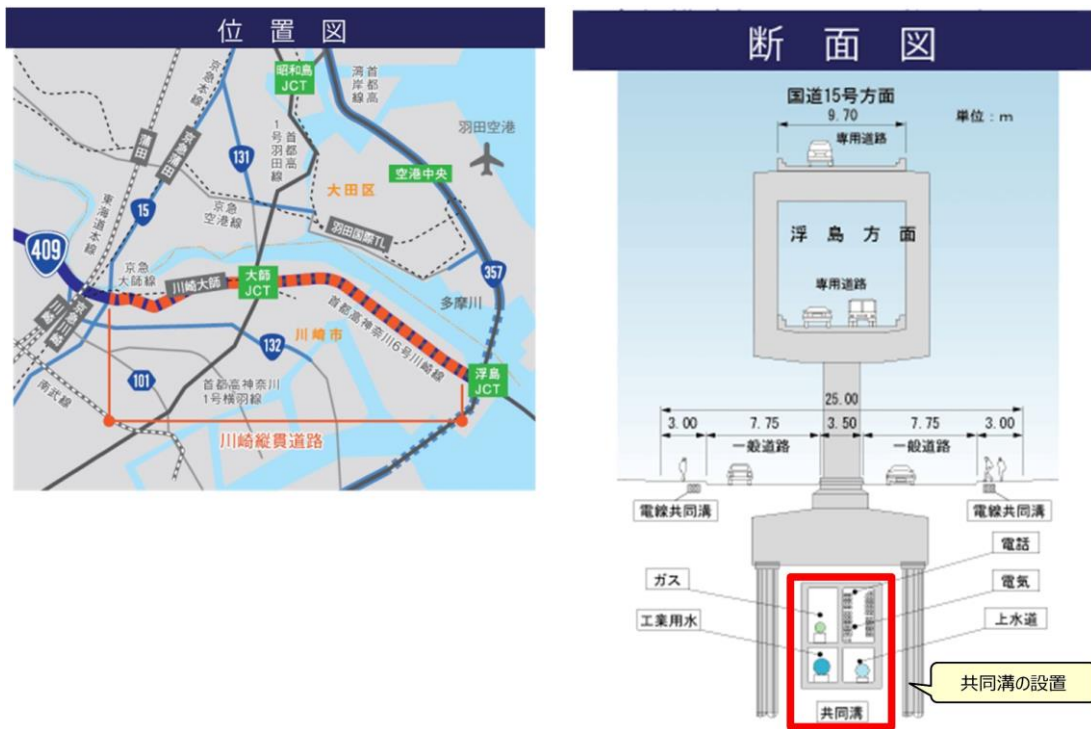 位置図
昭和島
JCT
首都高
湾岸線
羽田空港
京急本線
蒲田
京急蒲田
131
1号羽田線
首都高
大田区
空港中央
15
東海道本線
京急
空港線
羽田国際TL
409
京急
大師線
川崎大師
大師
JCT
357
多摩川
首都高神奈川6号川崎線
川崎
京急川崎
川崎市
132
浮島
JCT
101
首都高神奈川
1号横羽線
南武線
川崎縦貫道路
断面図
国道15号方面
9.70
単位：m
専用道路
浮島方面
専用道路
25.00
3.00 7.75 3.50 7.75 3.00
一般道路 一般道路
電線共同溝 電線共同溝
電話
ガス
電気
工業用水
上水道
共同溝の設置
共同溝